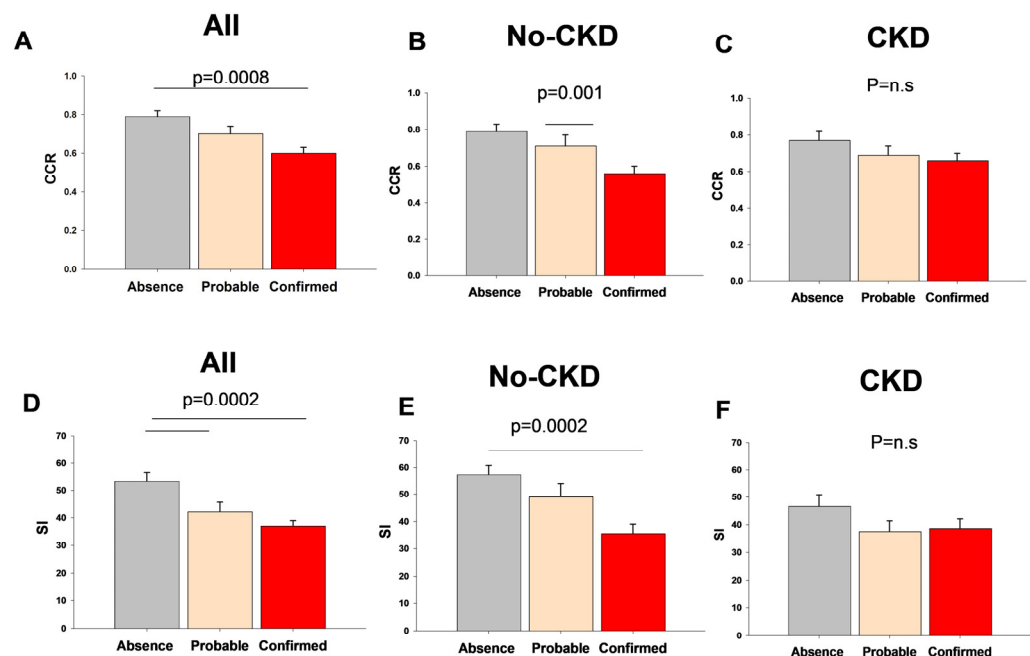 A
All
p=0.0008
CCR
1.0
0.8
0.6
0.4
0.2
0.0
Absence Probable Confirmed
B
No-CKD
p=0.001
CCR
1.0
0.8
0.6
0.4
0.2
0.0
Absence Probable Confirmed
C
CKD
P=n.s
CCR
1.0
0.8
0.6
0.4
0.2
0.0
Absence Probable Confirmed
D
All
p=0.0002
SI
70
60
50
40
30
20
10
0
Absence Probable Confirmed
E
No-CKD
p=0.0002
SI
70
60
50
40
30
20
10
0
Absence Probable Confirmed
F
CKD
P=n.s
SI
70
60
50
40
30
20
10
0
Absence Probable Confirmed